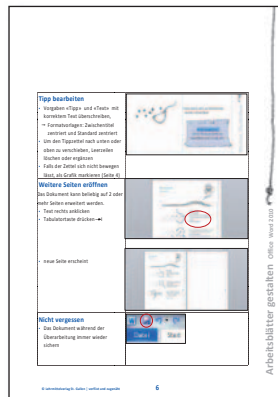 Tipp bearbeiten
- Vorgaben «Tipp» und «Text» mit
korrektem Text überschreiben,
→ Formatvorlagen: Zwischentitel
zentriert und Standard zentriert
- Um den Tippzettel nach unten oder
oben zu verschieben, Leerzeilen
löschen oder ergänzen
- Falls der Zettel sich nicht bewegen
lässt, als Grafik markieren (Seite 4)
Weitere Seiten eröffnen
Das Dokument kann beliebig auf 2 oder
mehr Seiten erweitert werden.
- Text rechts anklicken
- Tabulatortaste drücken
- neue Seite erscheint
Nicht vergessen
- Das Dokument während der
Überarbeitung immer wieder
sichern
Datei Start
Arbeitsblätter gestalten Office Word 2010
© Lehrmittelverlag St. Gallen |
6